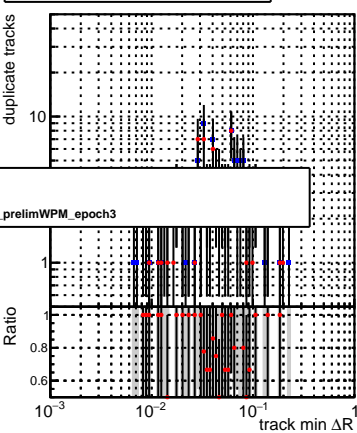 duplicate tracks
10
_prelimWPM_epoch3
1
Ratio
1
0.8
0.6
10⁻³ 10⁻² 10⁻¹ 1
track min ΔR